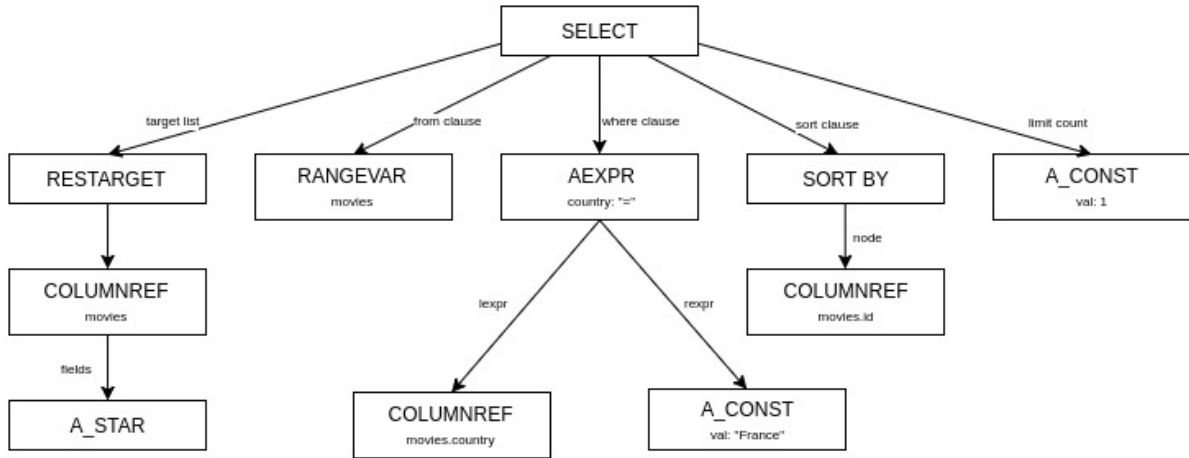 SELECT
target list
from clause
where clause
sort clause
limit count
RESTARGET
RANGEVAR
movies
AEXPR
country: "="
SORT BY
A_CONST
val: 1
node
COLUMNREF
movies
lexpr
rexpr
COLUMNREF
movies.id
fields
A_STAR
COLUMNREF
movies.country
A_CONST
val: "France"